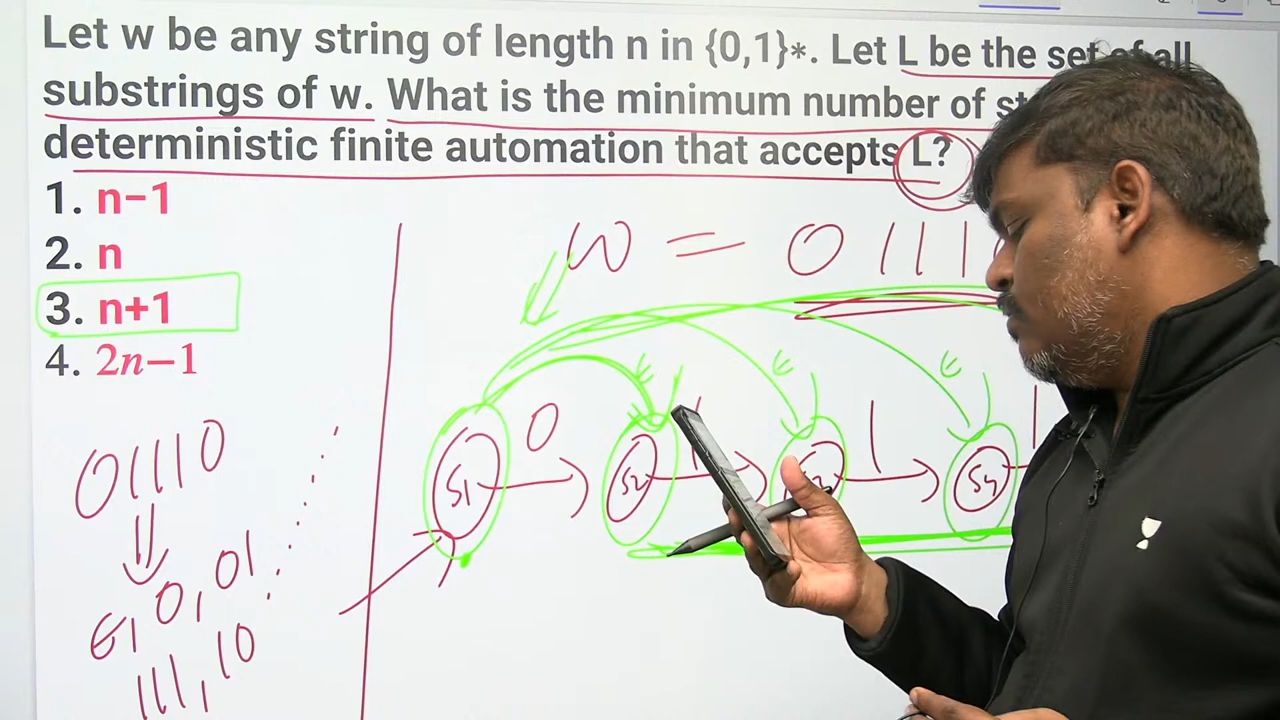 Let w be any string of length n in {0,1}*. Let L be the set of all
substrings of w. What is the minimum number of
deterministic finite automation that accepts L?
1. n−1
2. n
3. n+1
4. 2n−1
w = 0111
0 1 1 1
ϵ ϵ ϵ
S1 S2 S4
01110
ϵ, 0, 01
111, 10